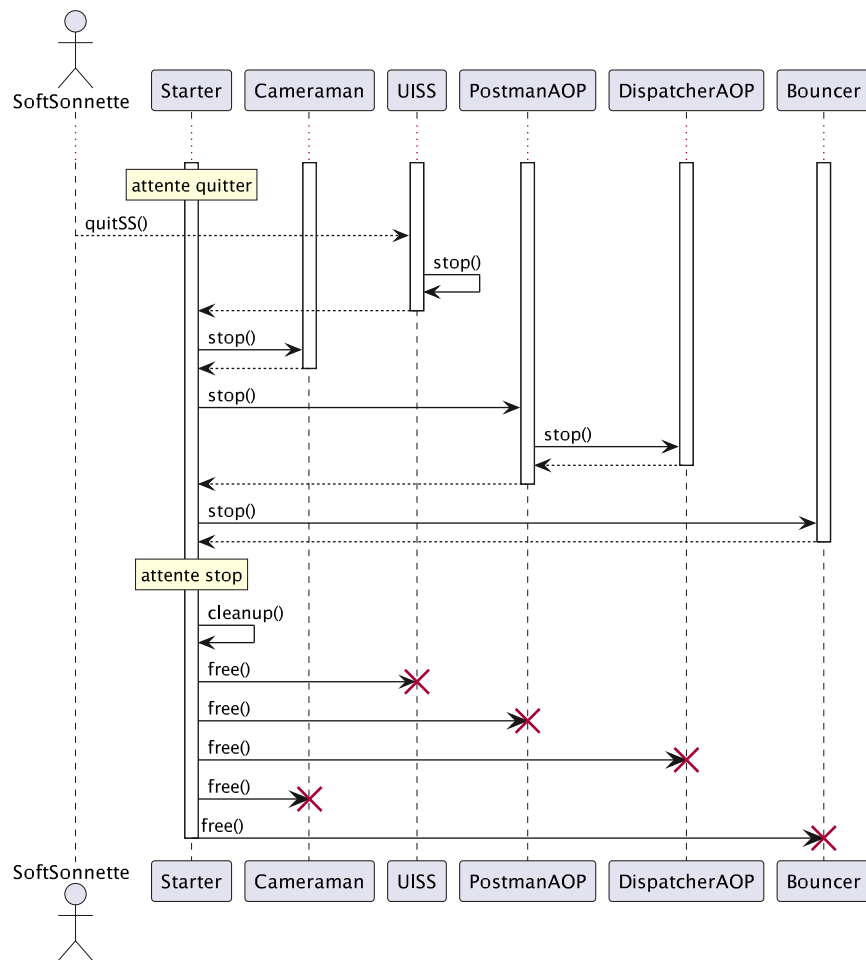 SoftSonnette
Starter
Cameraman
UISS
PostmanAOP
DispatcherAOP
Bouncer
attente quitter
quitSS()
stop()
stop()
stop()
stop()
stop()
attente stop
cleanup()
free()
free()
free()
free()
free()
SoftSonnette
Starter
Cameraman
UISS
PostmanAOP
DispatcherAOP
Bouncer